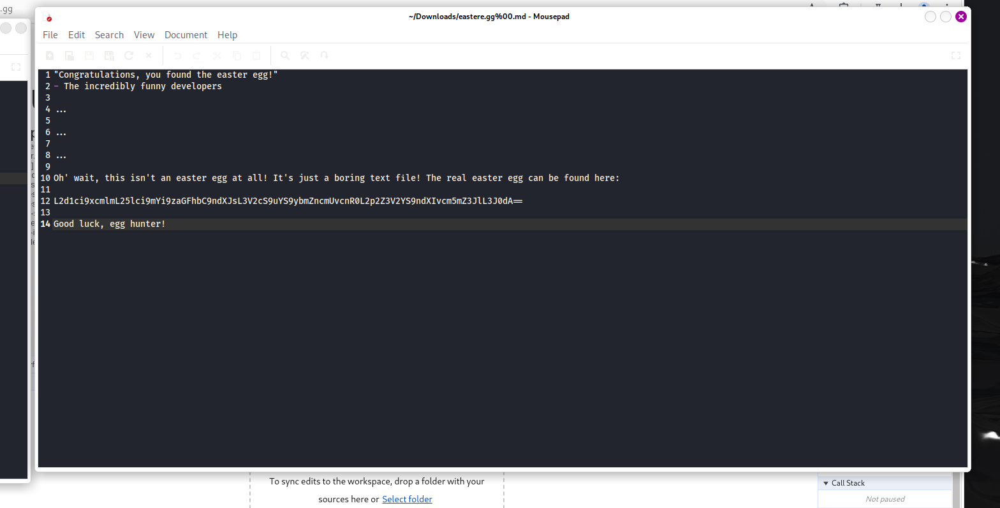 .gg
~/Downloads/eastere.gg%00.md - Mousepad
File Edit Search View Document Help
1 "Congratulations, you found the easter egg!"
2 - The incredibly funny developers
3
4 ...
5
6 ...
7
8 ...
9
10 Oh' wait, this isn't an easter egg at all! It's just a boring text file! The real easter egg can be found here:
11
12 L2d1ci9xcmlmL25lci9mYi9zaGFhbC9ndXJsL3V2cS9uYS9ybmZncmUvcnR0L2p2Z3V2YS9ndXIvcm5mZ3JlL3J0dA==
13
14 Good luck, egg hunter!
To sync edits to the workspace, drop a folder with your
sources here or Select folder
Call Stack
Not paused